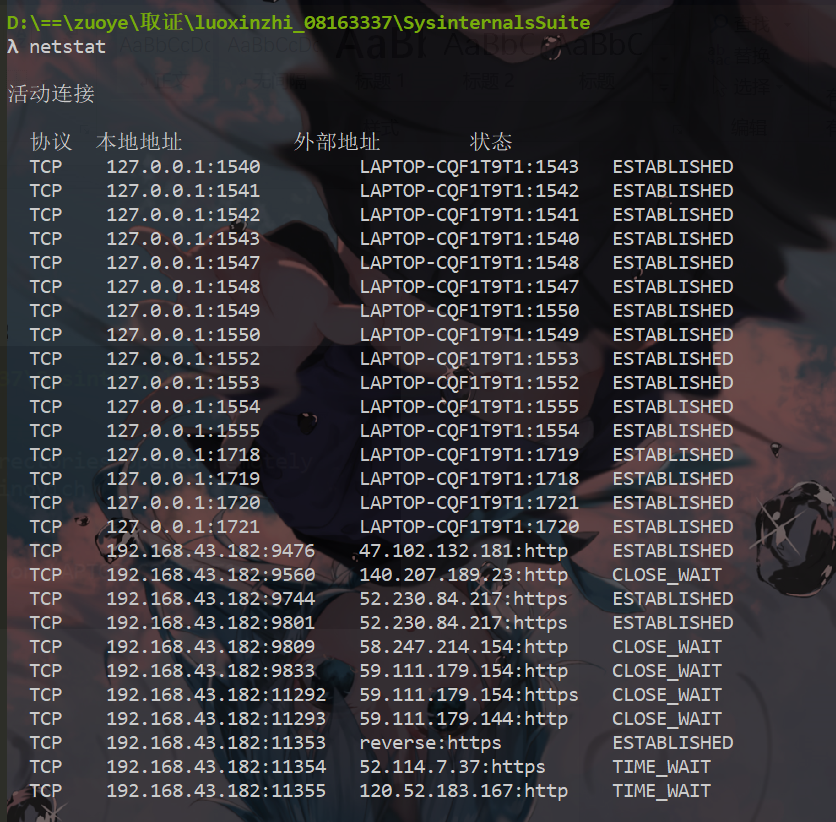 D:\==\zuoye\取证\luoxinzhi_08163337\SysinternalsSuite
λ netstat
活动连接
协议 本地地址 外部地址 状态
TCP 127.0.0.1:1540 LAPTOP-CQF1T9T1:1543 ESTABLISHED
TCP 127.0.0.1:1541 LAPTOP-CQF1T9T1:1542 ESTABLISHED
TCP 127.0.0.1:1542 LAPTOP-CQF1T9T1:1541 ESTABLISHED
TCP 127.0.0.1:1543 LAPTOP-CQF1T9T1:1540 ESTABLISHED
TCP 127.0.0.1:1547 LAPTOP-CQF1T9T1:1548 ESTABLISHED
TCP 127.0.0.1:1548 LAPTOP-CQF1T9T1:1547 ESTABLISHED
TCP 127.0.0.1:1549 LAPTOP-CQF1T9T1:1550 ESTABLISHED
TCP 127.0.0.1:1550 LAPTOP-CQF1T9T1:1549 ESTABLISHED
TCP 127.0.0.1:1552 LAPTOP-CQF1T9T1:1553 ESTABLISHED
TCP 127.0.0.1:1553 LAPTOP-CQF1T9T1:1552 ESTABLISHED
TCP 127.0.0.1:1554 LAPTOP-CQF1T9T1:1555 ESTABLISHED
TCP 127.0.0.1:1555 LAPTOP-CQF1T9T1:1554 ESTABLISHED
TCP 127.0.0.1:1718 LAPTOP-CQF1T9T1:1719 ESTABLISHED
TCP 127.0.0.1:1719 LAPTOP-CQF1T9T1:1718 ESTABLISHED
TCP 127.0.0.1:1720 LAPTOP-CQF1T9T1:1721 ESTABLISHED
TCP 127.0.0.1:1721 LAPTOP-CQF1T9T1:1720 ESTABLISHED
TCP 192.168.43.182:9476 47.102.132.181:http ESTABLISHED
TCP 192.168.43.182:9560 140.207.189.23:http CLOSE_WAIT
TCP 192.168.43.182:9744 52.230.84.217:https ESTABLISHED
TCP 192.168.43.182:9801 52.230.84.217:https ESTABLISHED
TCP 192.168.43.182:9809 58.247.214.154:http CLOSE_WAIT
TCP 192.168.43.182:9833 59.111.179.154:http CLOSE_WAIT
TCP 192.168.43.182:11292 59.111.179.154:https CLOSE_WAIT
TCP 192.168.43.182:11293 59.111.179.144:http CLOSE_WAIT
TCP 192.168.43.182:11353 reverse:https ESTABLISHED
TCP 192.168.43.182:11354 52.114.7.37:https TIME_WAIT
TCP 192.168.43.182:11355 120.52.183.167:http TIME_WAIT